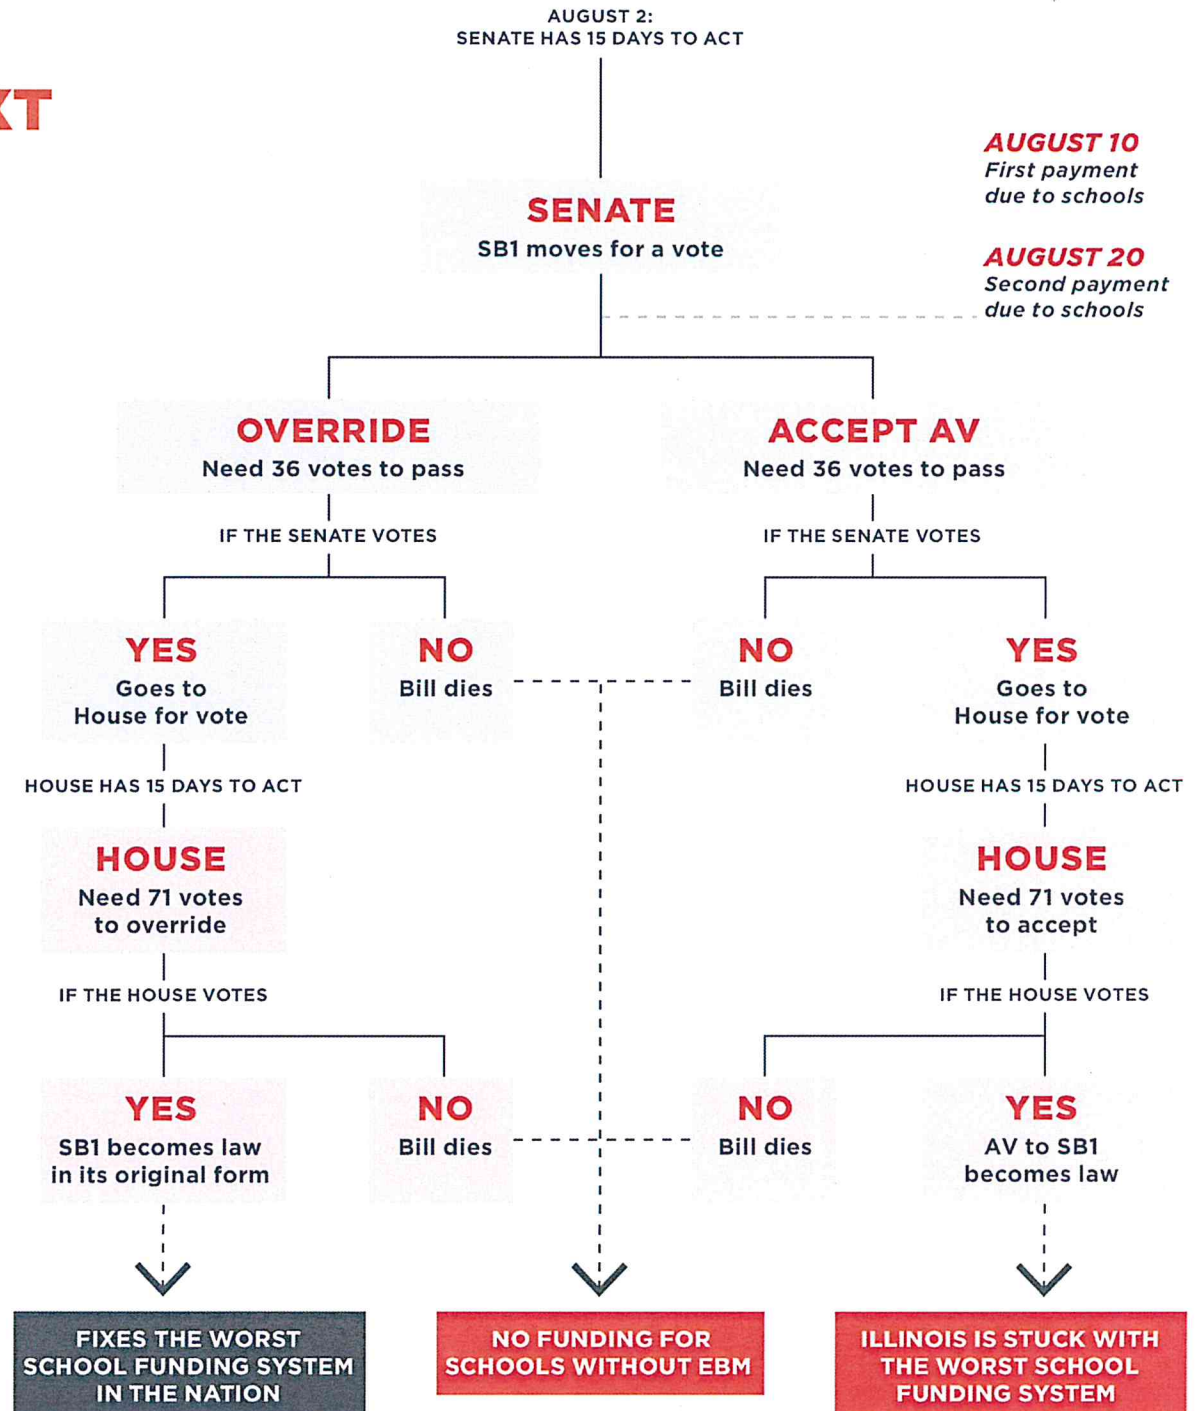 AUGUST 2:
SENATE HAS 15 DAYS TO ACT
XT
AUGUST 10
First payment
due to schools
SENATE
SB1 moves for a vote
AUGUST 20
Second payment
due to schools
OVERRIDE
Need 36 votes to pass
ACCEPT AV
Need 36 votes to pass
IF THE SENATE VOTES
IF THE SENATE VOTES
YES
Goes to
House for vote
NO
Bill dies
NO
Bill dies
YES
Goes to
House for vote
HOUSE HAS 15 DAYS TO ACT
HOUSE HAS 15 DAYS TO ACT
HOUSE
Need 71 votes
to override
HOUSE
Need 71 votes
to accept
IF THE HOUSE VOTES
IF THE HOUSE VOTES
YES
SB1 becomes law
in its original form
NO
Bill dies
NO
Bill dies
YES
AV to SB1
becomes law
FIXES THE WORST
SCHOOL FUNDING SYSTEM
IN THE NATION
NO FUNDING FOR
SCHOOLS WITHOUT EBM
ILLINOIS IS STUCK WITH
THE WORST SCHOOL
FUNDING SYSTEM